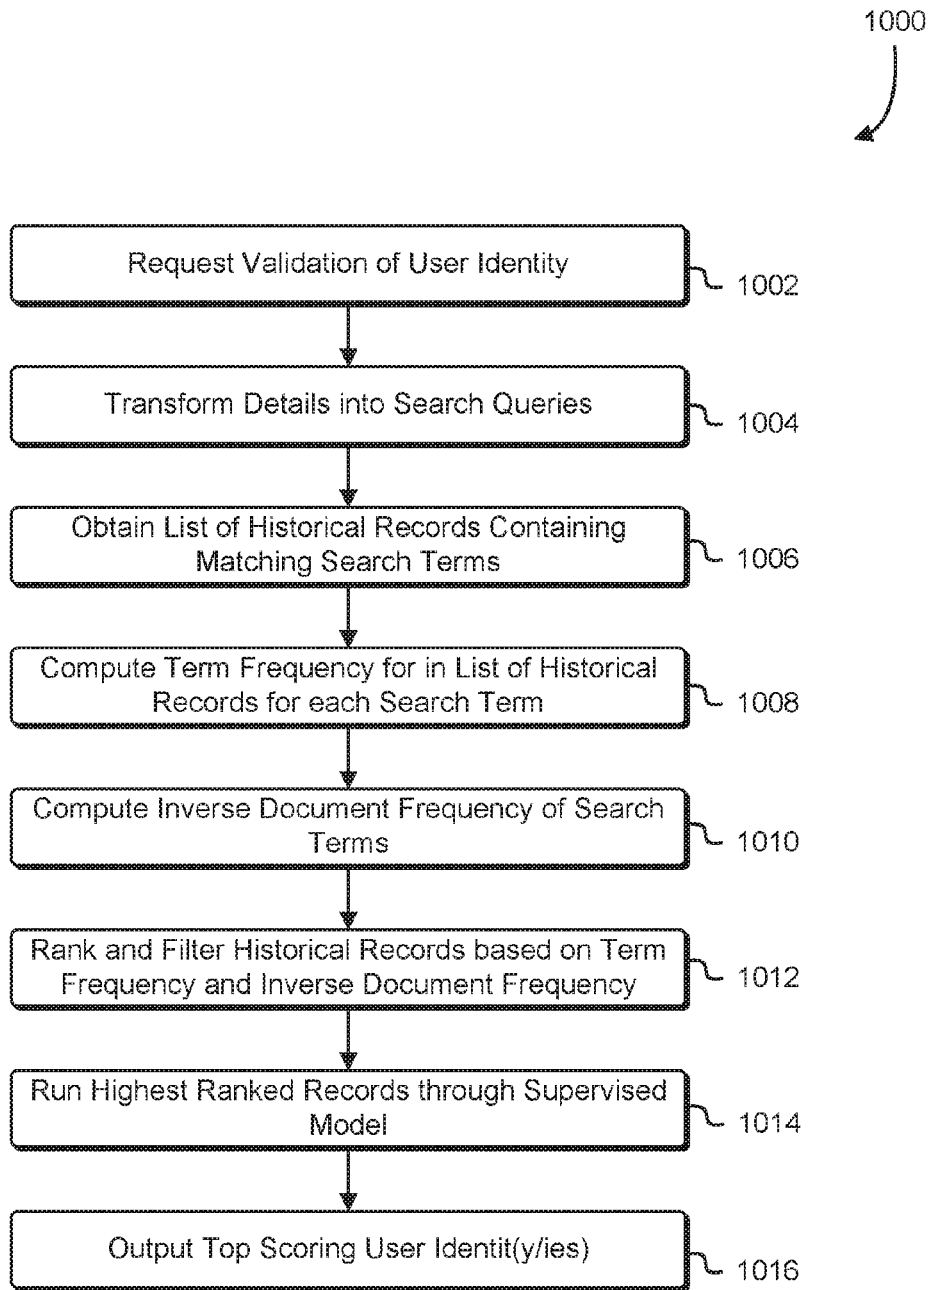 1000
Request Validation of User Identity
1002
Transform Details into Search Queries
1004
Obtain List of Historical Records Containing
Matching Search Terms
1006
Compute Term Frequency for in List of Historical
Records for each Search Term
1008
Compute Inverse Document Frequency of Search
Terms
1010
Rank and Filter Historical Records based on Term
Frequency and Inverse Document Frequency
1012
Run Highest Ranked Records through Supervised
Model
1014
Output Top Scoring User Identit(y/ies)
1016